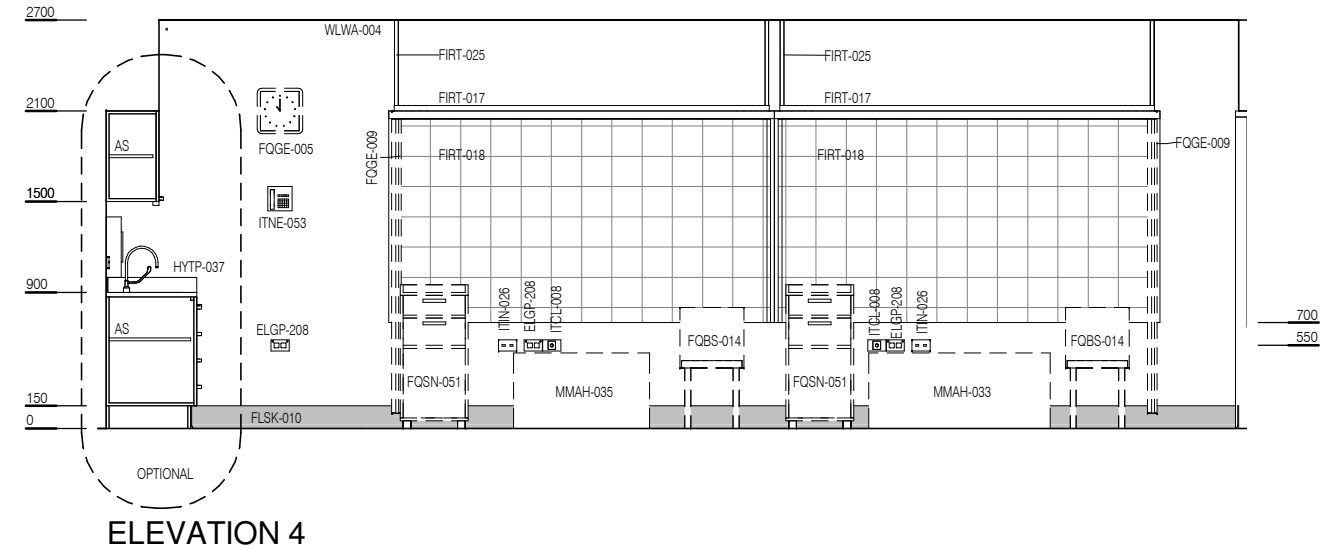 2700
WLWA-004
FIRT-025
FIRT-025
2100
FIRT-017
FIRT-017
AS
FQGE-005
FQGE-009
FIRT-018
FIRT-018
FQGE-009
1500
ITNE-053
HYTP-037
900
ITIN-026
ELGP-208
ITCL-008
ITCL-008
ELGP-208
ITIN-026
700
AS
ELGP-208
FQBS-014
FQBS-014
550
FQSN-051
MMAH-035
FQSN-051
MMAH-033
150
0
FLSK-010
OPTIONAL
ELEVATION 4